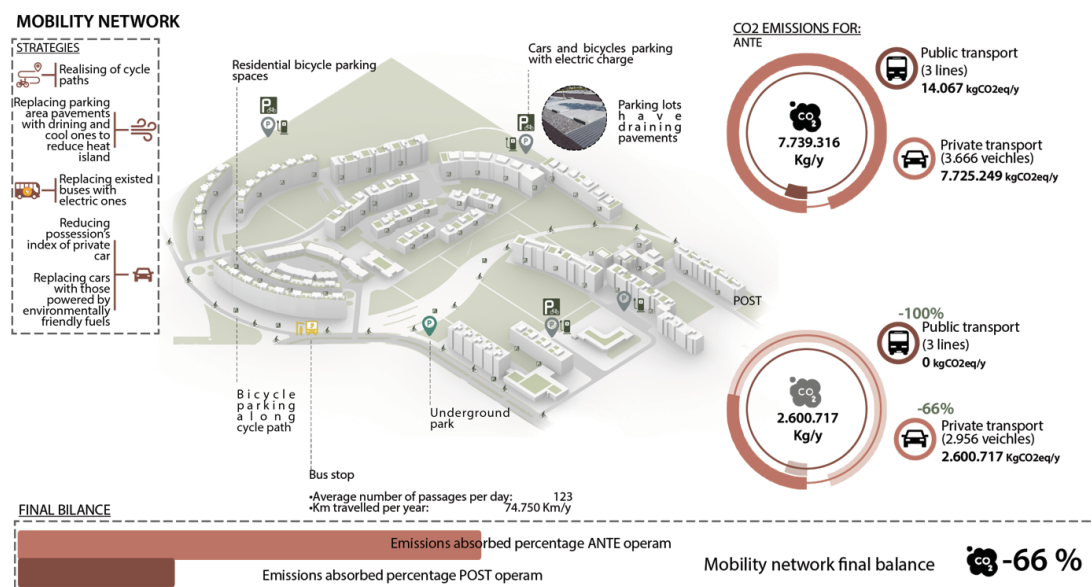 MOBILITY NETWORK
STRATEGIES
Realising of cycle
paths
Replacing parking
area pavements
with drining and
cool ones to
reduce heat
island
Replacing existed
buses with
electric ones
Reducing
possession's
index of private
car
Replacing cars
with those
powered by
environmentally
friendly fuels
Residential bicycle parking
spaces
Cars and bicycles parking
with electric charge
Parking lots
have
draining
pavements
P
P
P
P
P
P
P
P
Bicycle
parking
along
cycle path
Underground
park
Bus stop
•Average number of passages per day: 123
•Km travelled per year: 74.750 Km/y
CO2 EMISSIONS FOR:
ANTE
CO2
7.739.316
Kg/y
Public transport
(3 lines)
14.067 kgCO2eq/y
Private transport
(3.666 veichles)
7.725.249 kgCO2eq/y
POST
CO2
2.600.717
Kg/y
-100%
Public transport
(3 lines)
0 kgCO2eq/y
-66%
Private transport
(2.956 veichles)
2.600.717 KgCO2eq/y
FINAL BILANCE
Emissions absorbed percentage ANTE operam
Emissions absorbed percentage POST operam
Mobility network final balance
CO2
-66 %